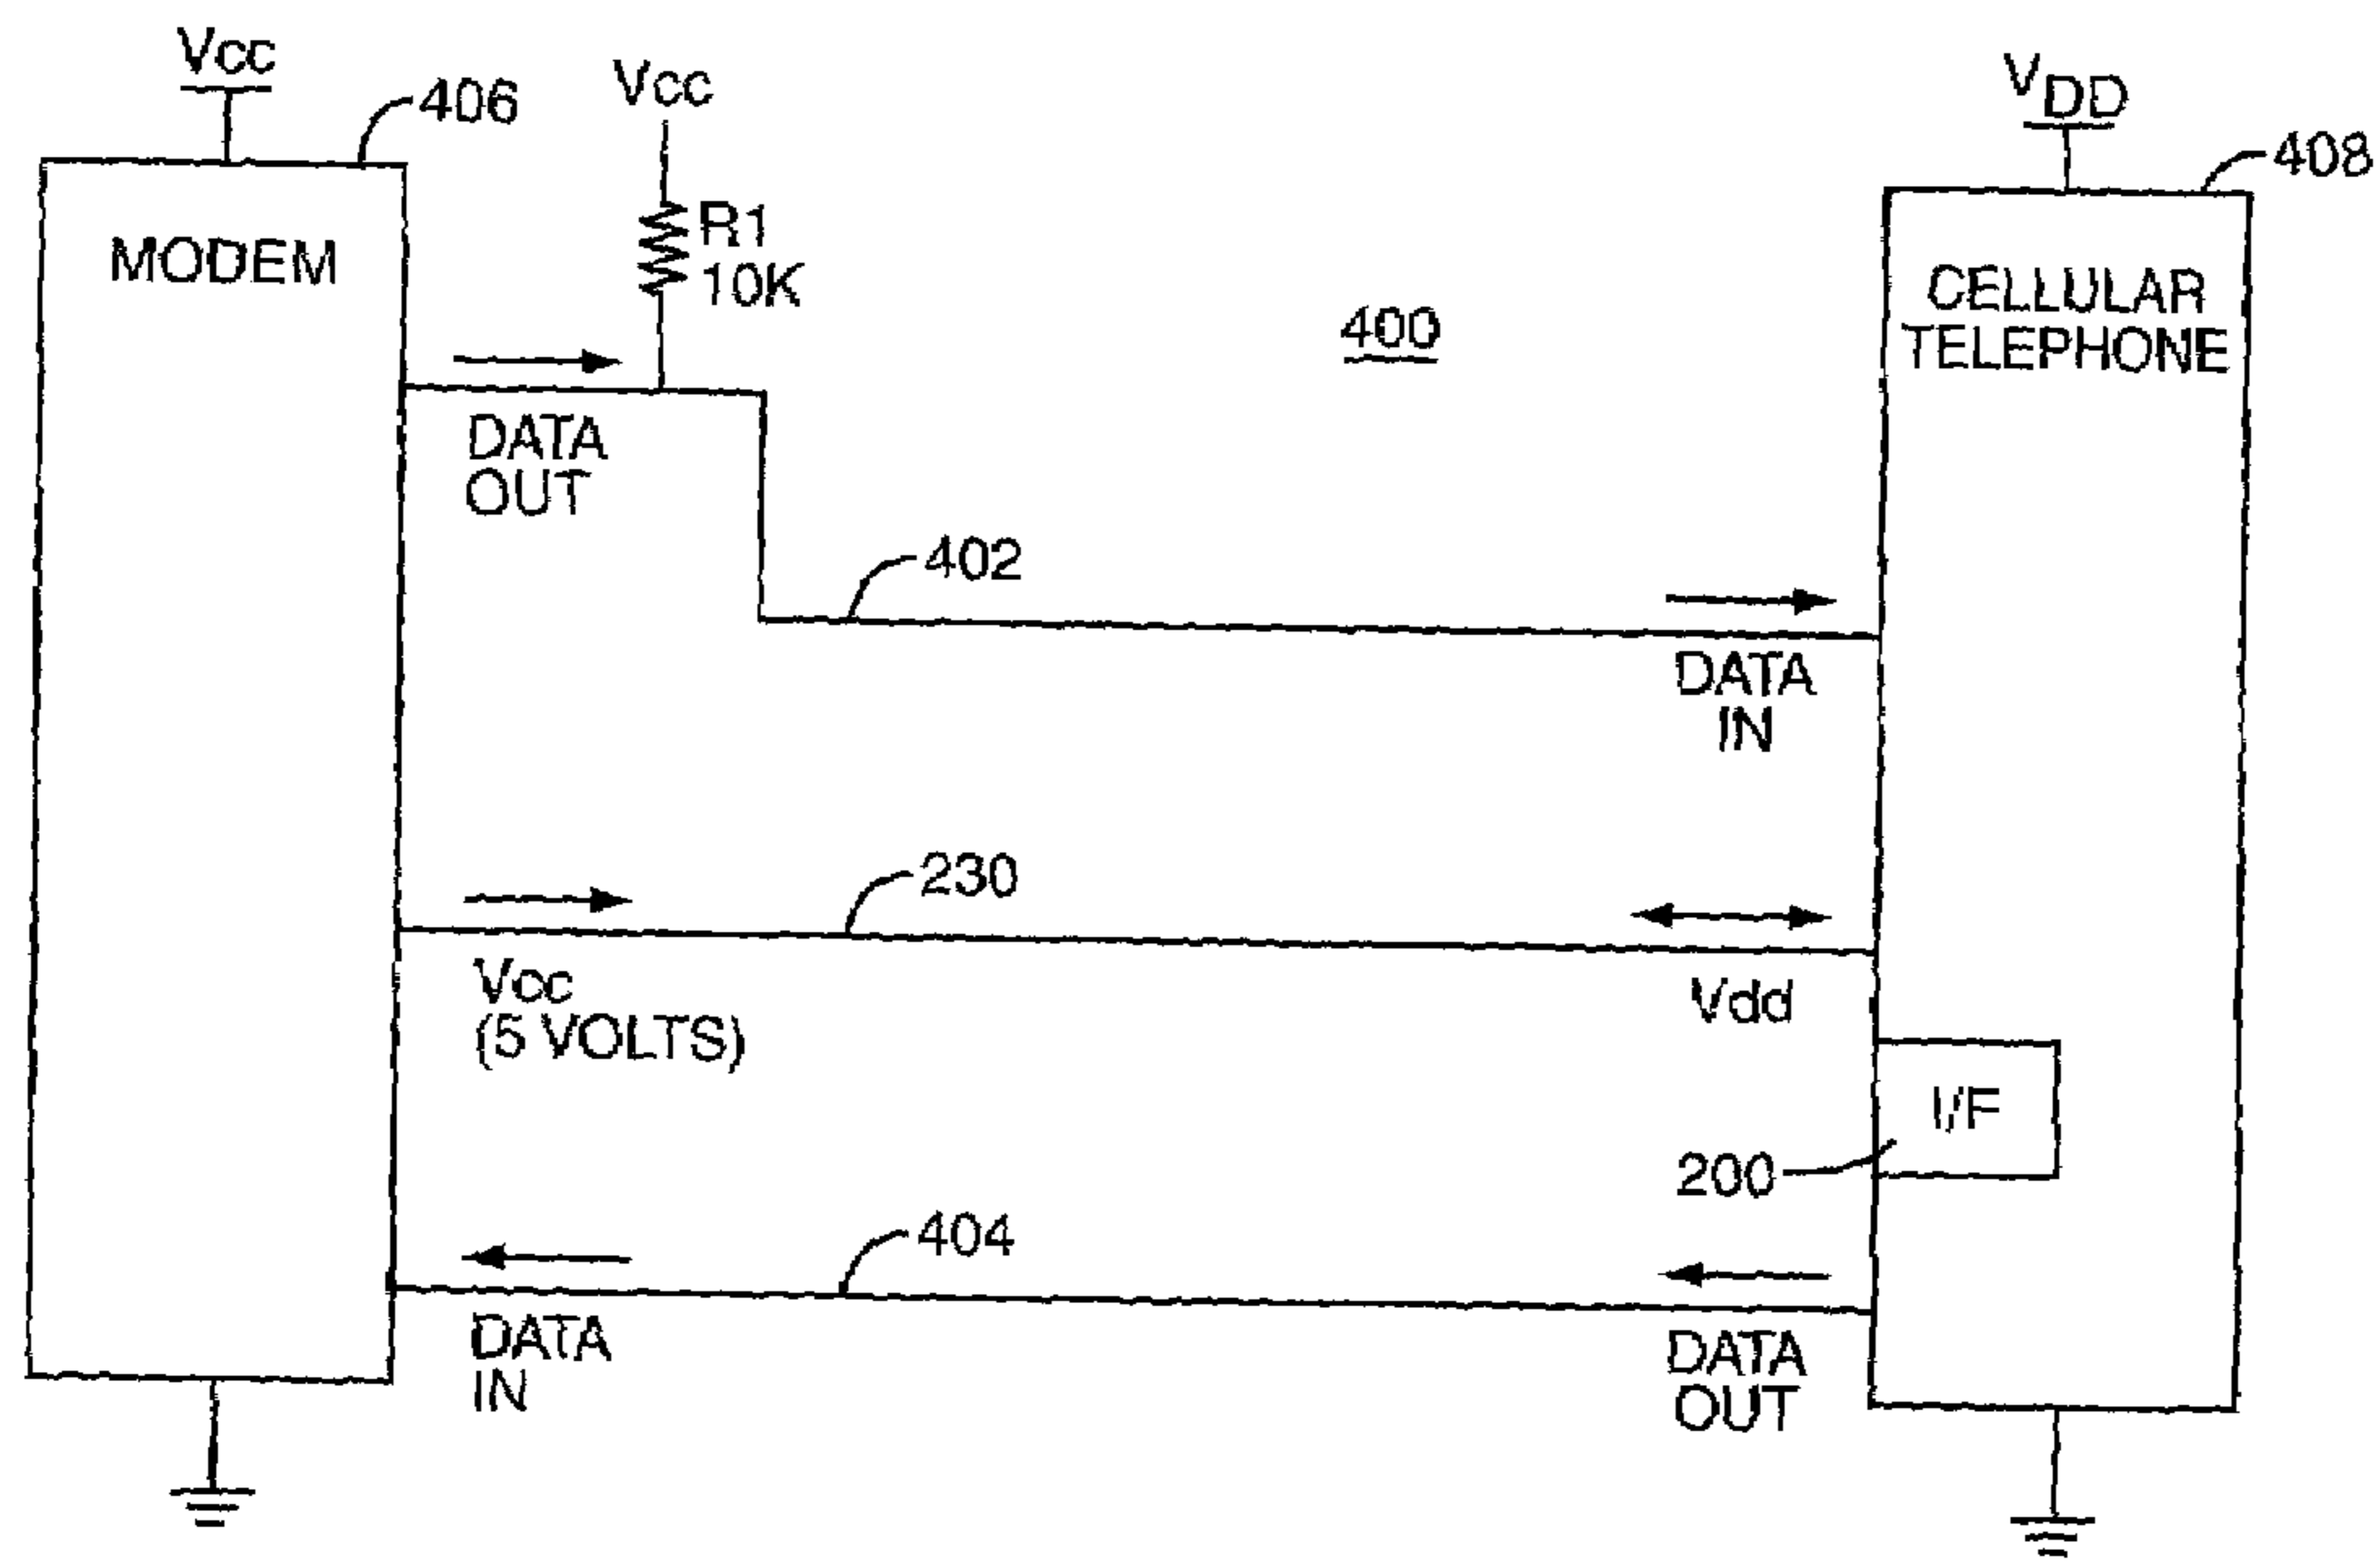 Vcc
406
Vcc
VDD
408
MODEM
R1
10K
400
CELLULAR
TELEPHONE
DATA
OUT
402
DATA
IN
230
Vcc
(5 VOLTS)
Vdd
I/F
200
404
DATA
IN
DATA
OUT